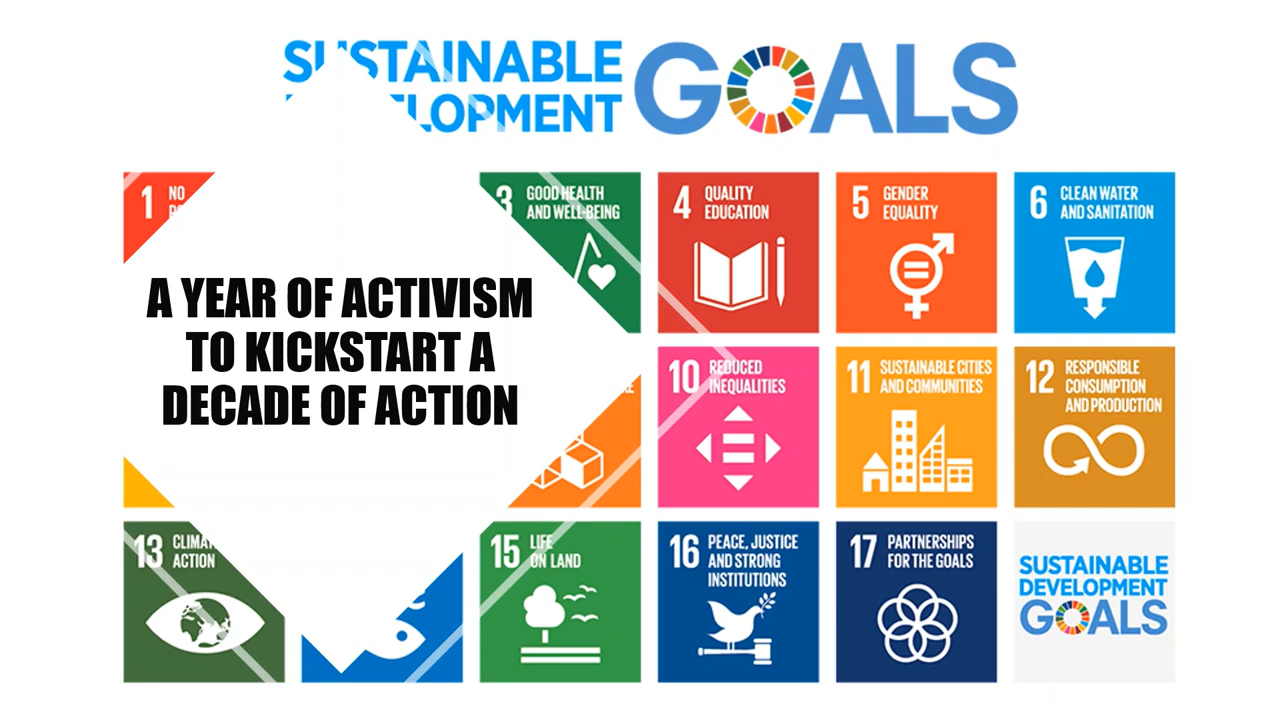 SUSTAINABLE
DEVELOPMENT
GOALS
1 NO
3 GOOD HEALTH
AND WELL-BEING
4 QUALITY
EDUCATION
5 GENDER
EQUALITY
6 CLEAN WATER
AND SANITATION
A YEAR OF ACTIVISM
TO KICKSTART A
DECADE OF ACTION
10 REDUCED
INEQUALITIES
11 SUSTAINABLE CITIES
AND COMMUNITIES
12 RESPONSIBLE
CONSUMPTION
AND PRODUCTION
13 CLIMAT
ACTION
15 LIFE
ON LAND
16 PEACE, JUSTICE
AND STRONG
INSTITUTIONS
17 PARTNERSHIPS
FOR THE GOALS
SUSTAINABLE
DEVELOPMENT
GOALS